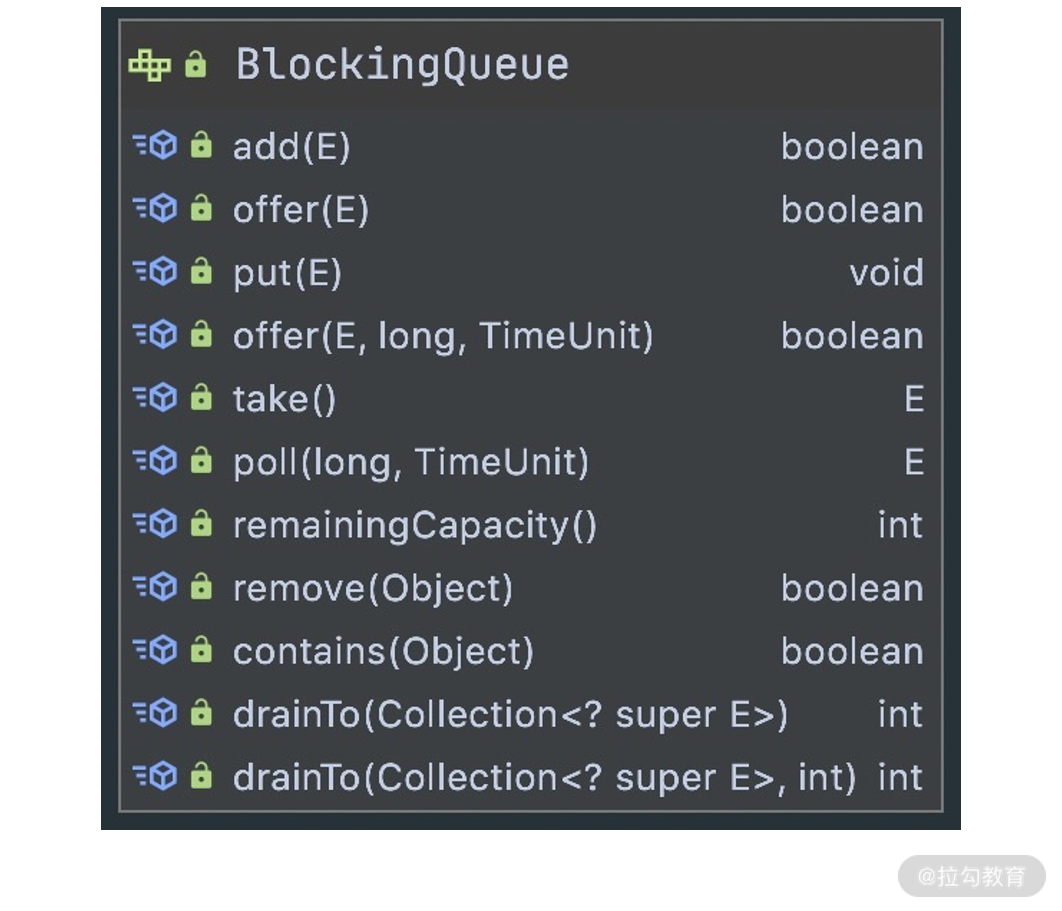 BlockingQueue
add(E) boolean
offer(E) boolean
put(E) void
offer(E, long, TimeUnit) boolean
take() E
poll(long, TimeUnit) E
remainingCapacity() int
remove(Object) boolean
contains(Object) boolean
drainTo(Collection<? super E>) int
drainTo(Collection<? super E>, int) int
@拉勾教育